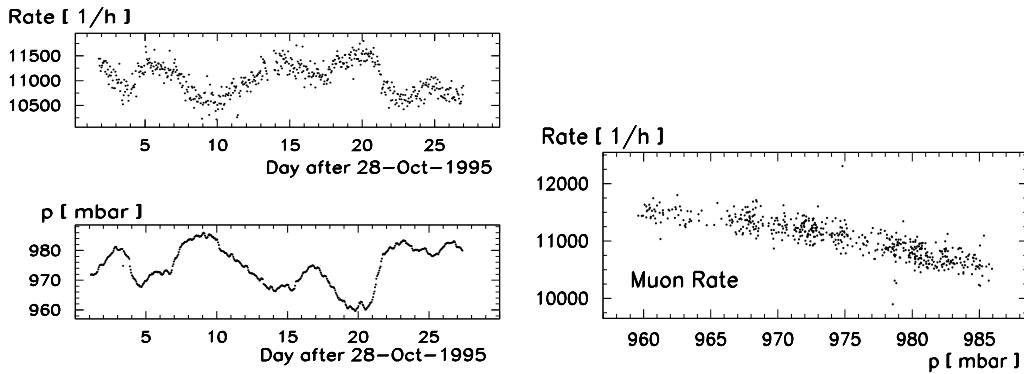 Rate [ 1/h ]
11500
11000
10500
5 10 15 20 25
Day after 28-Oct-1995
p [ mbar ]
980
970
960
5 10 15 20 25
Day after 28-Oct-1995
Rate [ 1/h ]
12000
11000
10000
Muon Rate
960 965 970 975 980 985
p [ mbar ]